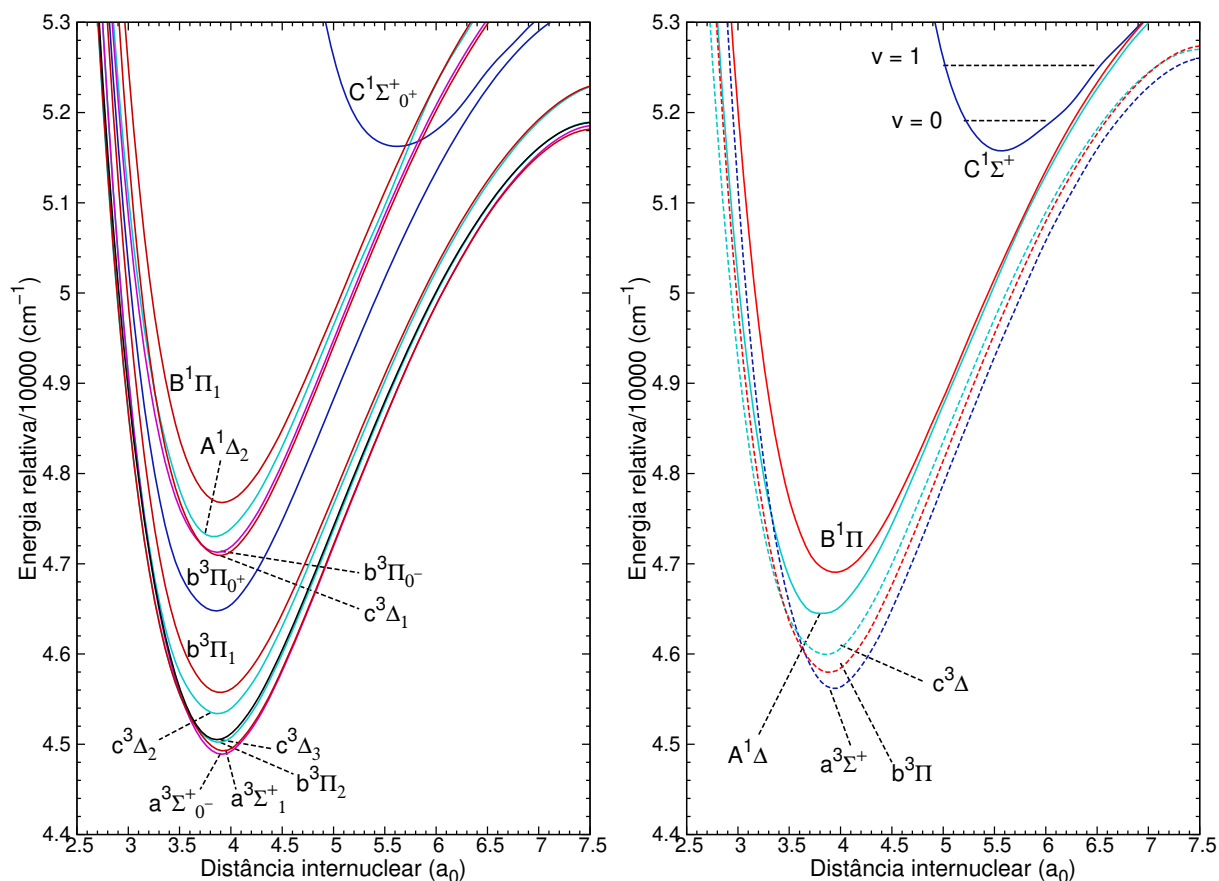 5.3
5.2
5.1
5
4.9
4.8
4.7
4.6
4.5
4.4
Energia relativa/10000 (cm⁻¹)
C¹Σ⁺₀⁺
B¹Π₁
A¹Δ₂
b³Π₀⁺
b³Π₀⁻
c³Δ₁
b³Π₁
c³Δ₂
c³Δ₃
b³Π₂
a³Σ⁺₀⁻
a³Σ⁺₁
2.5 3 3.5 4 4.5 5 5.5 6 6.5 7 7.5
Distância internuclear (a₀)
5.3
5.2
5.1
5
4.9
4.8
4.7
4.6
4.5
4.4
Energia relativa/10000 (cm⁻¹)
v = 1
v = 0
C¹Σ⁺
B¹Π
c³Δ
A¹Δ
a³Σ⁺
b³Π
2.5 3 3.5 4 4.5 5 5.5 6 6.5 7 7.5
Distância internuclear (a₀)